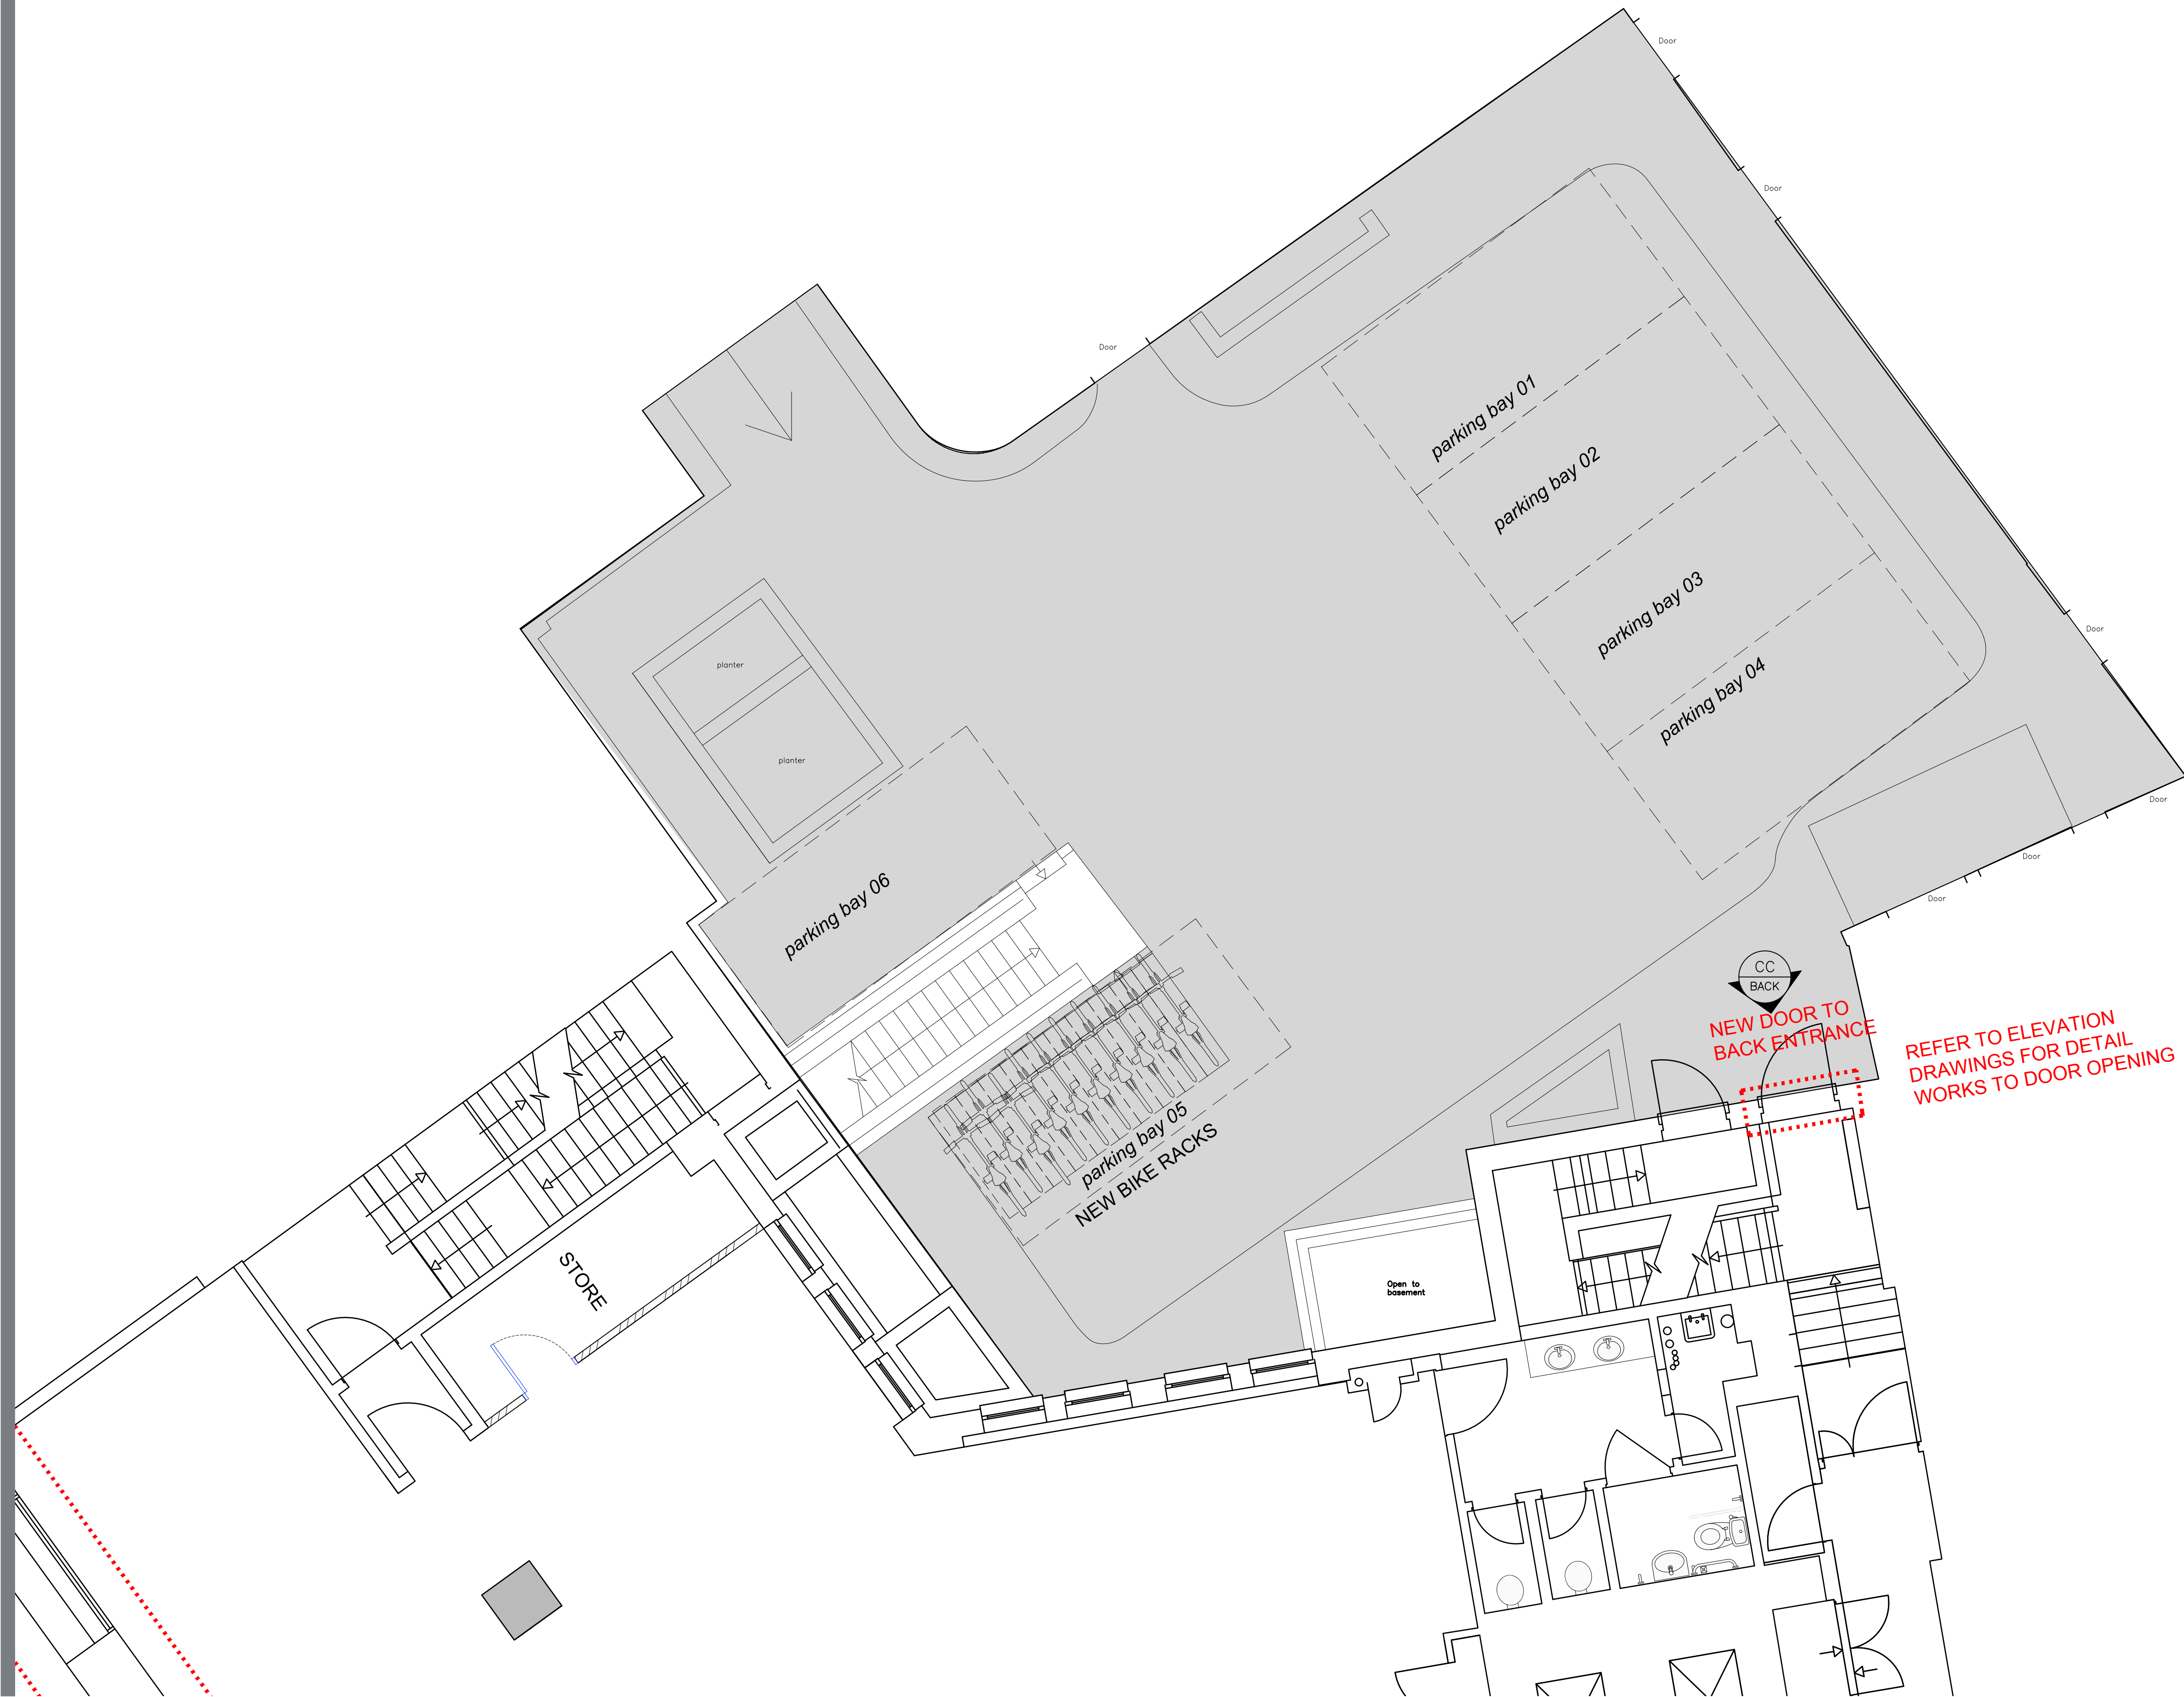 Door
Door
Door
parking bay 01
parking bay 02
parking bay 03
parking bay 04
Door
planter
planter
Door
Door
Door
parking bay 06
CC
BACK
NEW DOOR TO
BACK ENTRANCE
REFER TO ELEVATION
DRAWINGS FOR DETAIL
WORKS TO DOOR OPENING
parking bay 05
NEW BIKE RACKS
STORE
Open to
basement